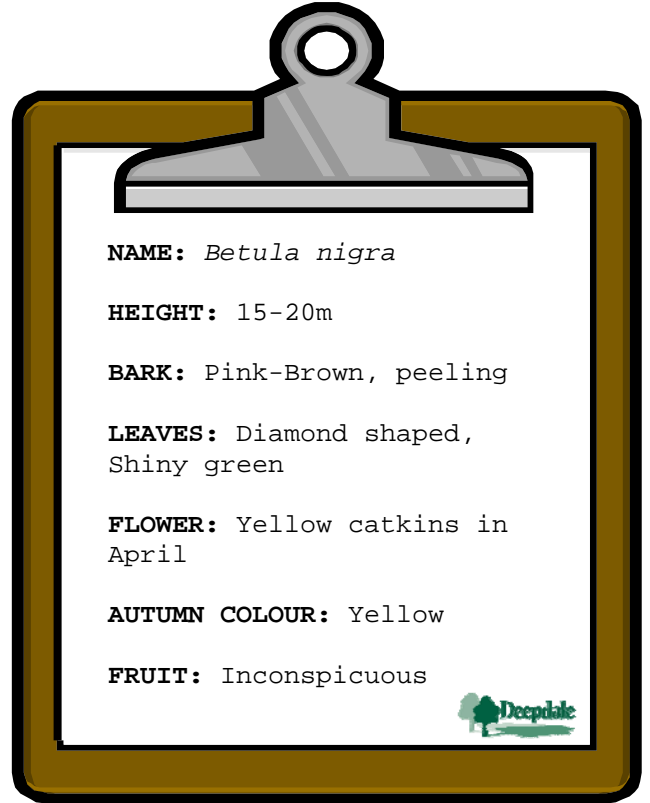 NAME: Betula nigra
HEIGHT: 15-20m
BARK: Pink-Brown, peeling
LEAVES: Diamond shaped,
Shiny green
FLOWER: Yellow catkins in
April
AUTUMN COLOUR: Yellow
FRUIT: Inconspicuous
Deepdale